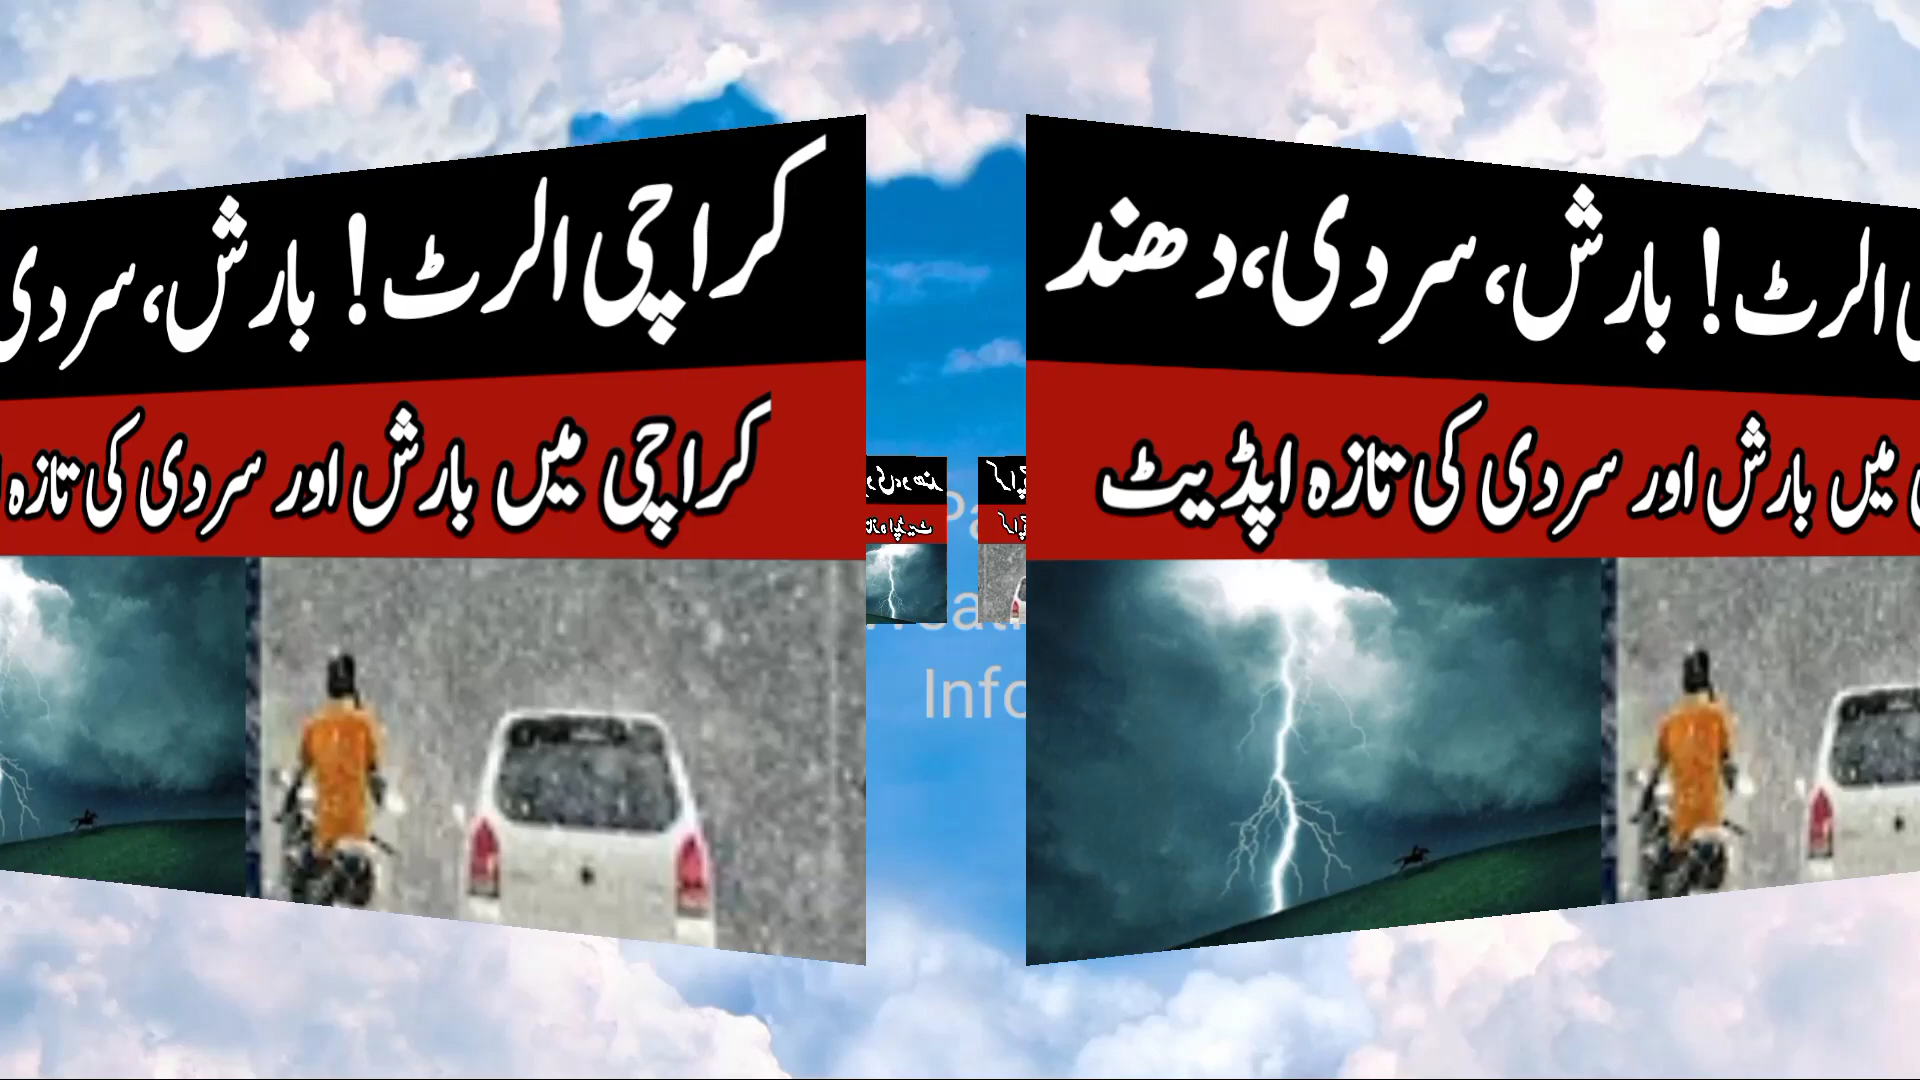 کراچی الرٹ! بارش، سردی
کراچی میں بارش اور سردی کی تازہ
الرٹ! بارش، سردی،دھند
میں بارش اور سردی کی تازہ اپڈیٹ